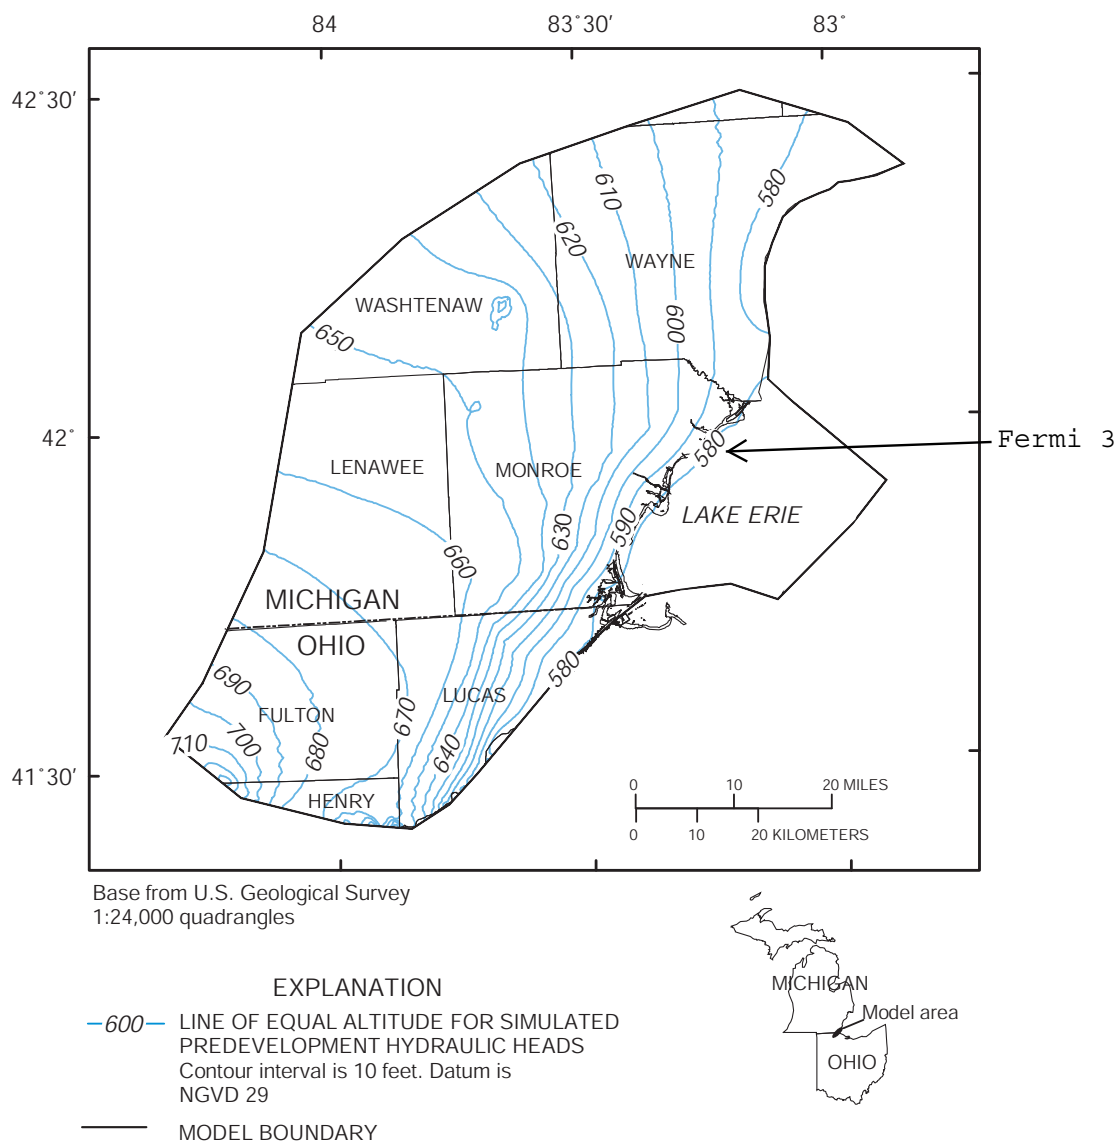 84
83°30′
83°
42°30′
580
610
620
WAYNE
WASHTENAW
600
650
42°
580
Fermi 3
LENAWEE
MONROE
LAKE ERIE
630
590
660
MICHIGAN
OHIO
580
690
LUCAS
FULTON
670
710
700
680
640
41°30′
HENRY
0 10 20 MILES
0 10 20 KILOMETERS
Base from U.S. Geological Survey
1:24,000 quadrangles
EXPLANATION
600 LINE OF EQUAL ALTITUDE FOR SIMULATED
PREDEVELOPMENT HYDRAULIC HEADS
Contour interval is 10 feet. Datum is
NGVD 29
MODEL BOUNDARY
MICHIGAN
Model area
OHIO